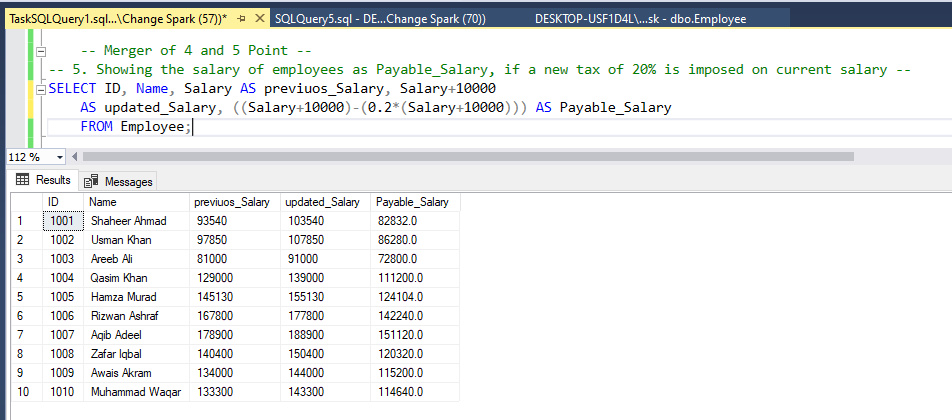 TaskSQLQuery1.sql...\Change Spark (57))* SQLQuery5.sql - DE...Change Spark (70)) DESKTOP-USF1D4L\...sk - dbo.Employee
-- Merger of 4 and 5 Point --
-- 5. Showing the salary of employees as Payable_Salary, if a new tax of 20% is imposed on current salary --
SELECT ID, Name, Salary AS previuos_Salary, Salary+10000
AS updated_Salary, ((Salary+10000)-(0.2*(Salary+10000))) AS Payable_Salary
FROM Employee;
112 %
Results Messages
ID Name previuos_Salary updated_Salary Payable_Salary
1 1001 Shaheer Ahmad 93540 103540 82832.0
2 1002 Usman Khan 97850 107850 86280.0
3 1003 Areeb Ali 81000 91000 72800.0
4 1004 Qasim Khan 129000 139000 111200.0
5 1005 Hamza Murad 145130 155130 124104.0
6 1006 Rizwan Ashraf 167800 177800 142240.0
7 1007 Aqib Adeel 178900 188900 151120.0
8 1008 Zafar Iqbal 140400 150400 120320.0
9 1009 Awais Akram 134000 144000 115200.0
10 1010 Muhammad Waqar 133300 143300 114640.0